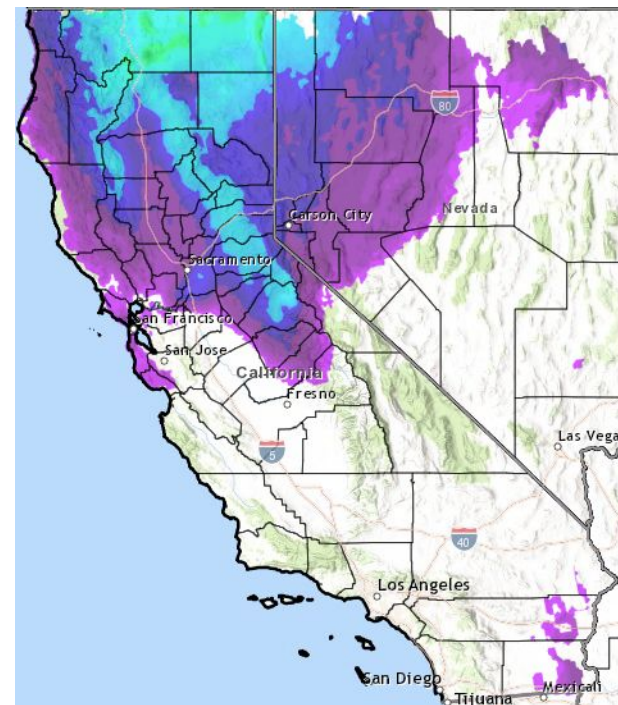 80
Carson City
Nevada
Sacramento
San Francisco
San Jose
California
Fresno
5
Las Vega
40
Los Angeles
San Diego
Mexicali
Tijuana